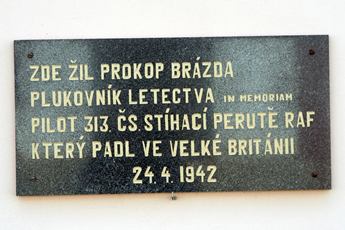 ZDE ŽIL PROKOP BRÁZDA
PLUKOVNÍK LETECTVA IN MEMORIAM
PILOT 313. ČS. STÍHACÍ PERUTĚ RAF
KTERÝ PADL VE VELKÉ BRITÁNII
24. 4. 1942